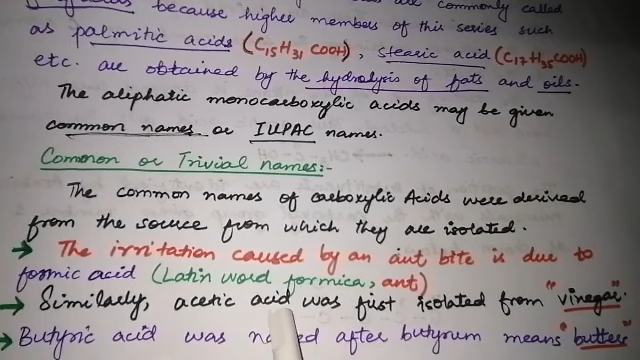 acids because higher members of this series such
as palmitic acids (C15H31 COOH), stearic acid (C17H35COOH)
etc. are obtained by the hydrolysis of fats and oils.
The aliphatic monocarboxylic acids may be given
common names or IUPAC names.
Common or Trivial names:-
The common names of carboxylic Acids were derived
from the source from which they are isolated.
→ The irritation caused by an ant bite is due to
formic acid (Latin word formica, ant)
→ Similarly, acetic acid was first isolated from "vinegar".
→ Butyric acid was after butyrum means "butter"